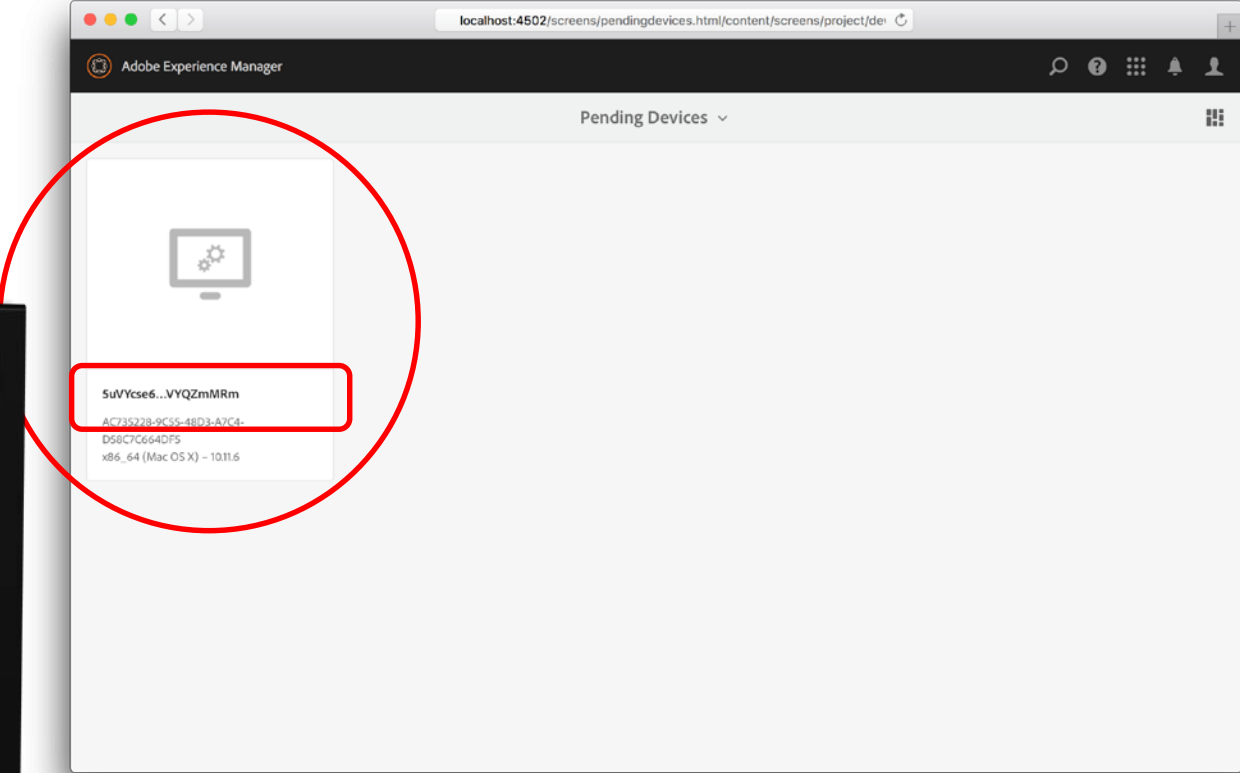 localhost:4502/screens/pendingdevices.html/content/screens/project/de
Adobe Experience Manager
Pending Devices
5uVYcse6...VYQZmMRm
AC735228-9C55-48D3-A7C4-
D58C7C664DF5
x86_64 (Mac OS X) – 10.11.6